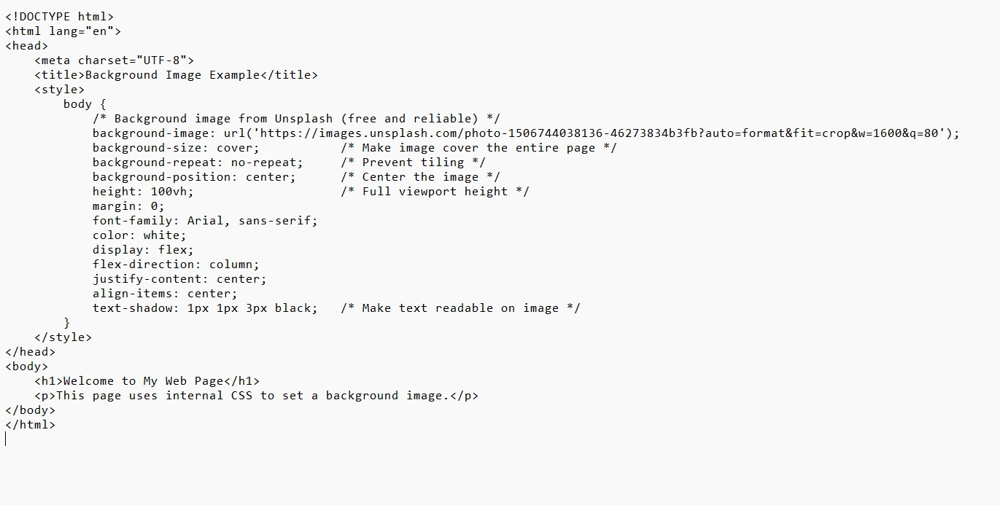 <!DOCTYPE html>
<html lang="en">
<head>
    <meta charset="UTF-8">
    <title>Background Image Example</title>
    <style>
        body {
            /* Background image from Unsplash (free and reliable) */
            background-image: url('https://images.unsplash.com/photo-1506744038136-46273834b3fb?auto=format&fit=crop&w=1600&q=80');
            background-size: cover;           /* Make image cover the entire page */
            background-repeat: no-repeat;     /* Prevent tiling */
            background-position: center;      /* Center the image */
            height: 100vh;                    /* Full viewport height */
            margin: 0;
            font-family: Arial, sans-serif;
            color: white;
            display: flex;
            flex-direction: column;
            justify-content: center;
            align-items: center;
            text-shadow: 1px 1px 3px black;   /* Make text readable on image */
        }
    </style>
</head>
<body>
    <h1>Welcome to My Web Page</h1>
    <p>This page uses internal CSS to set a background image.</p>
</body>
</html>